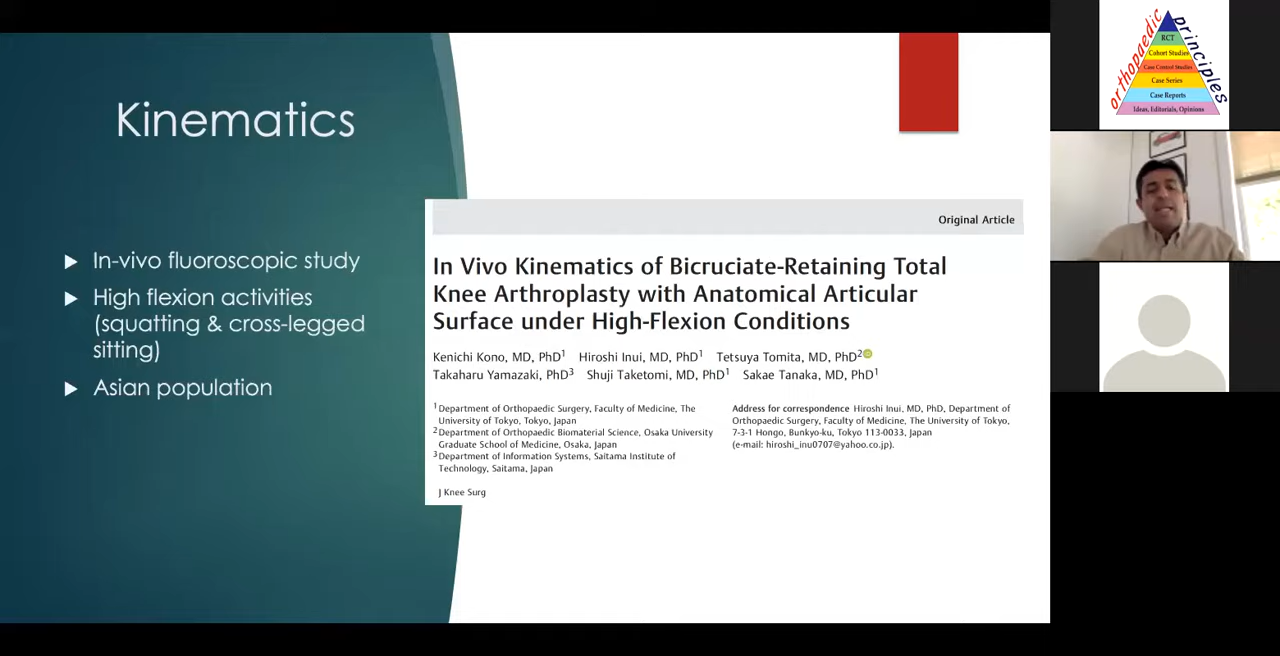 Kinematics
In-vivo fluoroscopic study
High flexion activities
(squatting & cross-legged
sitting)
Asian population
Original Article
In Vivo Kinematics of Bicruciate-Retaining Total
Knee Arthroplasty with Anatomical Articular
Surface under High-Flexion Conditions
Kenichi Kono, MD, PhD1 Hiroshi Inui, MD, PhD1 Tetsuya Tomita, MD, PhD2
Takaharu Yamazaki, PhD3 Shuji Taketomi, MD, PhD1 Sakae Tanaka, MD, PhD1
1 Department of Orthopaedic Surgery, Faculty of Medicine, The
University of Tokyo, Tokyo, Japan
2 Department of Orthopaedic Biomaterial Science, Osaka University
Graduate School of Medicine, Osaka, Japan
3 Department of Information Systems, Saitama Institute of
Technology, Saitama, Japan
Address for correspondence Hiroshi Inui, MD, PhD, Department of
Orthopaedic Surgery, Faculty of Medicine, The University of Tokyo,
7-3-1 Hongo, Bunkyo-ku, Tokyo 113-0033, Japan
(e-mail: hiroshi_inu0707@yahoo.co.jp).
J Knee Surg
orthopaedic
principles
RCT
Cohort Studies
Case Control Studies
Case Series
Case Reports
Ideas, Editorials, Opinions